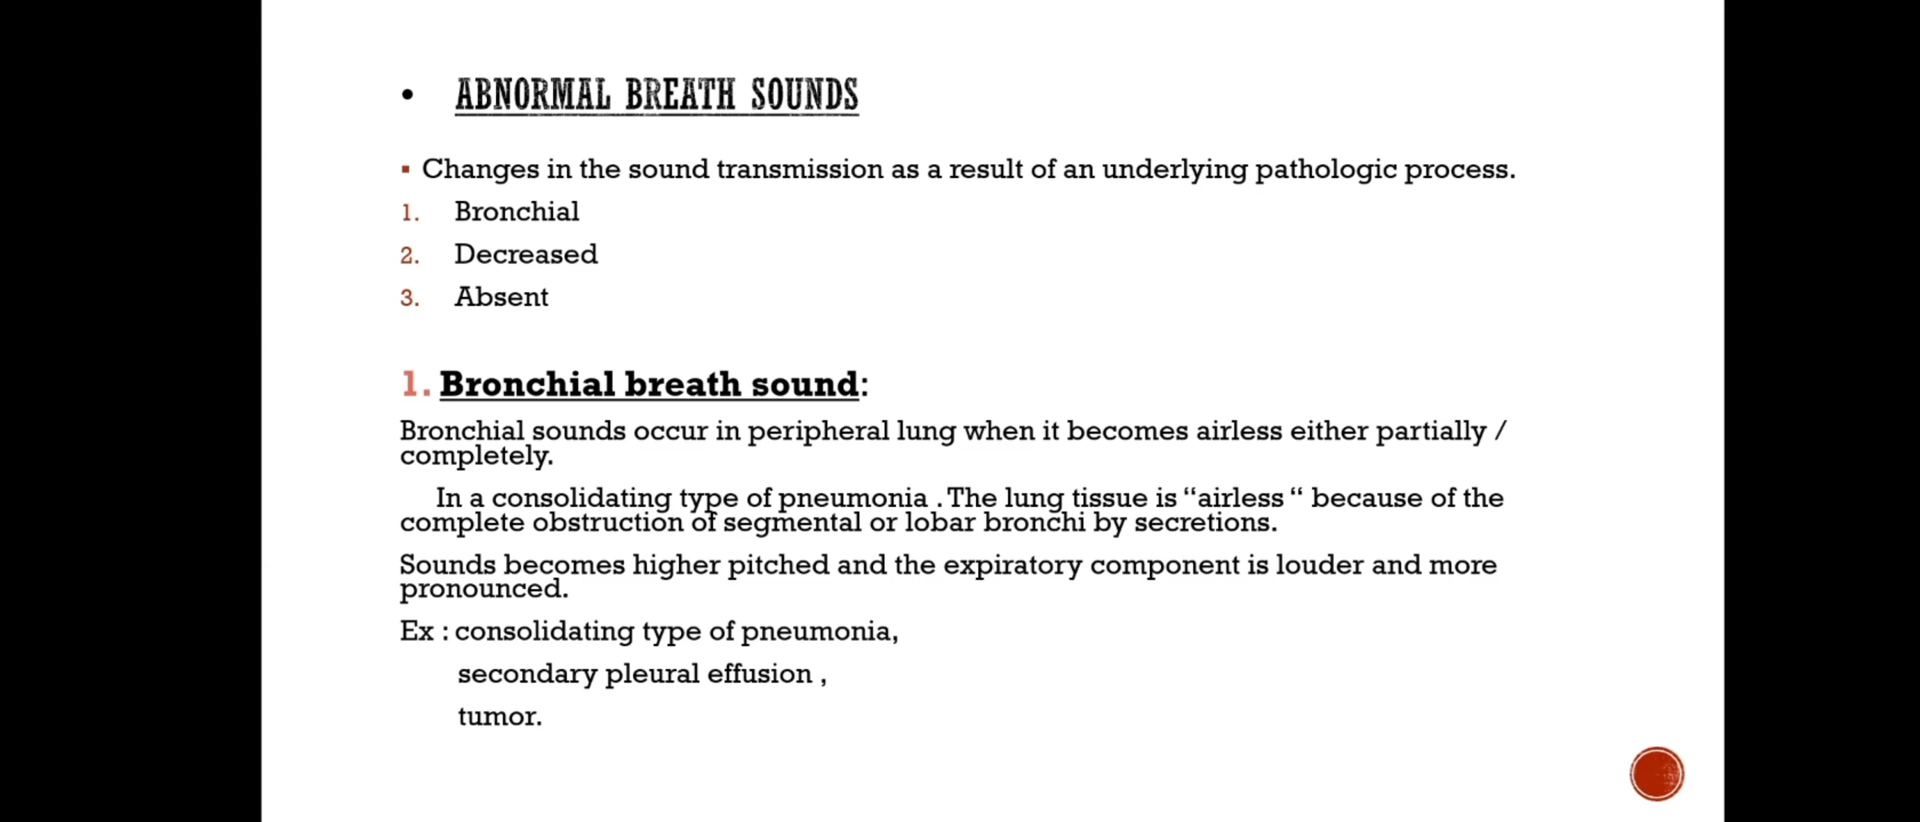 • ABNORMAL BREATH SOUNDS
▪ Changes in the sound transmission as a result of an underlying pathologic process.
1. Bronchial
2. Decreased
3. Absent
1. Bronchial breath sound:
Bronchial sounds occur in peripheral lung when it becomes airless either partially /
completely.
In a consolidating type of pneumonia . The lung tissue is “airless “ because of the
complete obstruction of segmental or lobar bronchi by secretions.
Sounds becomes higher pitched and the expiratory component is louder and more
pronounced.
Ex : consolidating type of pneumonia,
secondary pleural effusion ,
tumor.